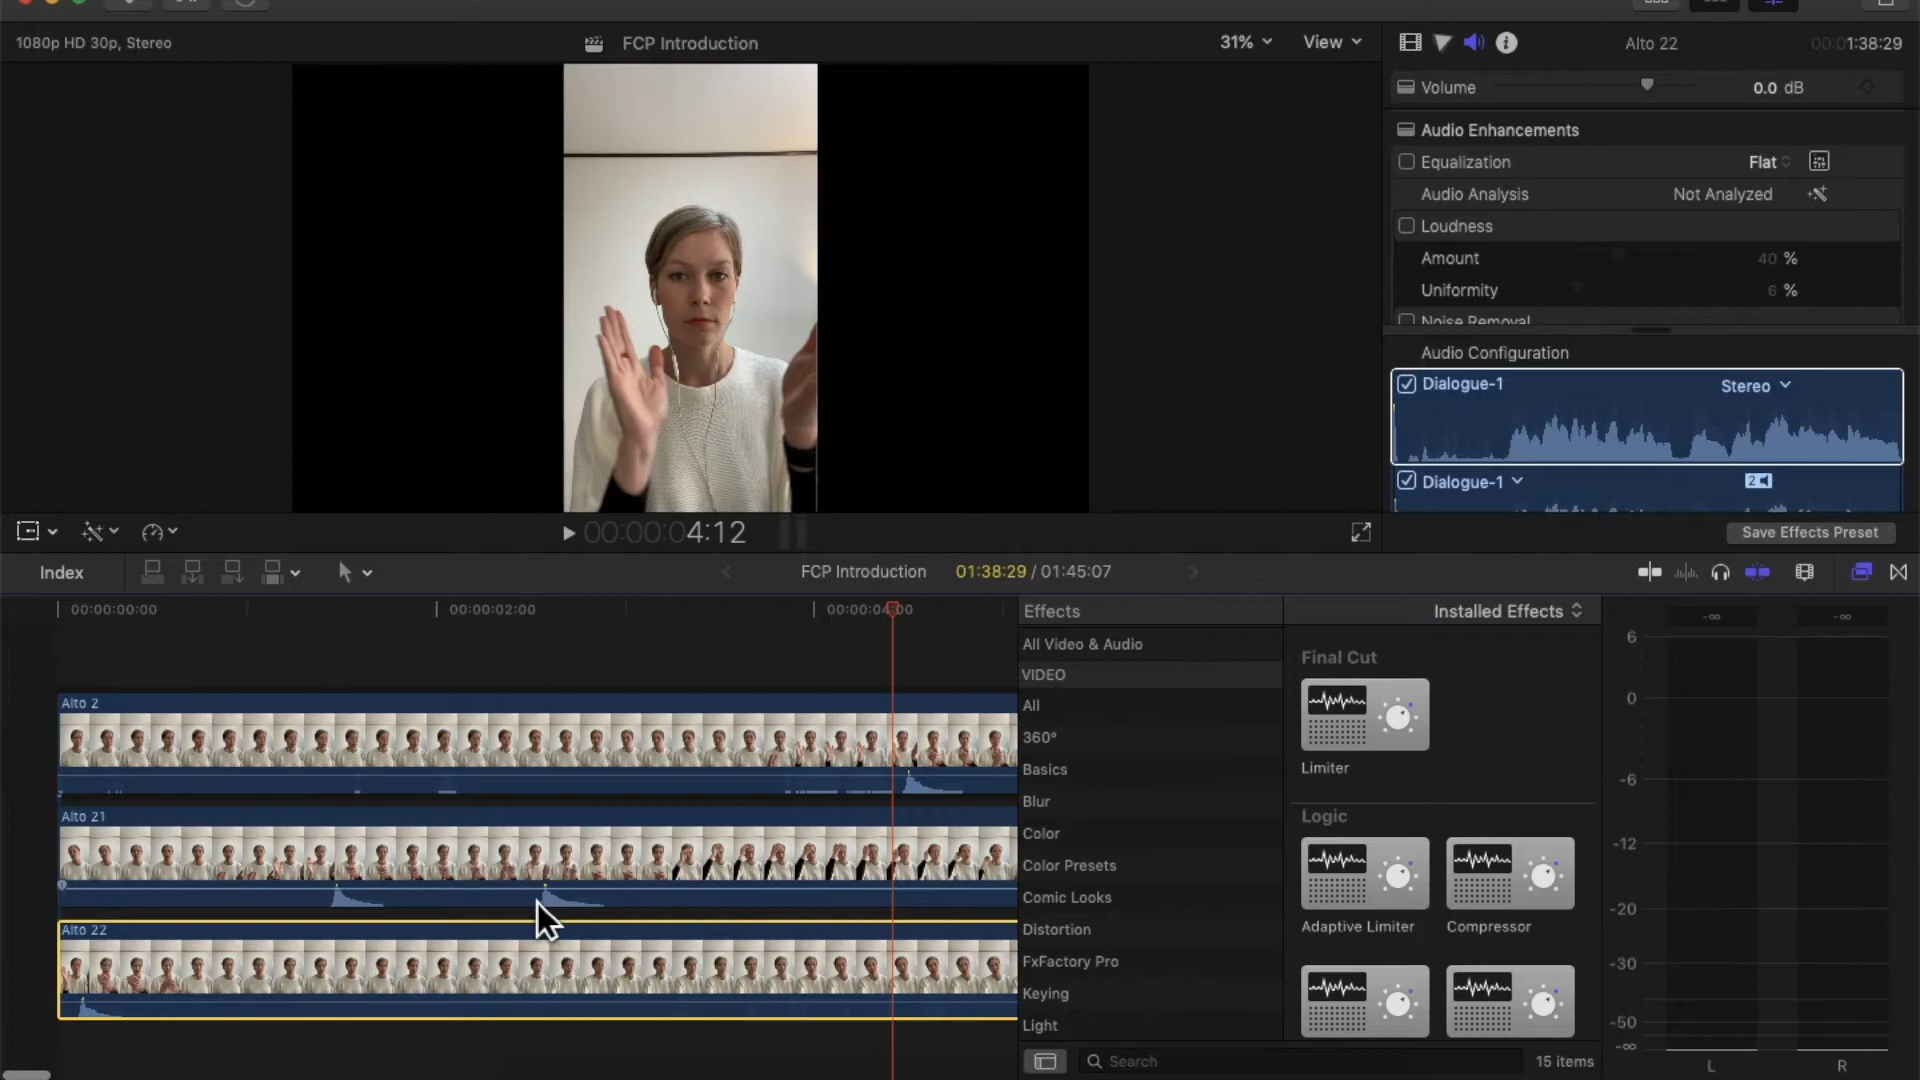 1080p HD 30p, Stereo
FCP Introduction
31%
View
Alto 22
00:00:01:38:29
Volume
0.0 dB
Audio Enhancements
Equalization
Flat
Audio Analysis
Not Analyzed
Loudness
Amount
40 %
Uniformity
6 %
Noise Removal
Audio Configuration
Dialogue-1
Stereo
Dialogue-1
2
00:00:04:12
Save Effects Preset
Index
FCP Introduction
01:38:29 / 01:45:07
00:00:00:00
00:00:02:00
00:00:04:00
Alto 2
Alto 21
Alto 22
Effects
All Video & Audio
VIDEO
All
360°
Basics
Blur
Color
Color Presets
Comic Looks
Distortion
FxFactory Pro
Keying
Light
Installed Effects
Final Cut
Limiter
Logic
Adaptive Limiter
Compressor
Search
15 items
-∞
-∞
6
0
-6
-12
-20
-30
-50
-∞
L
R